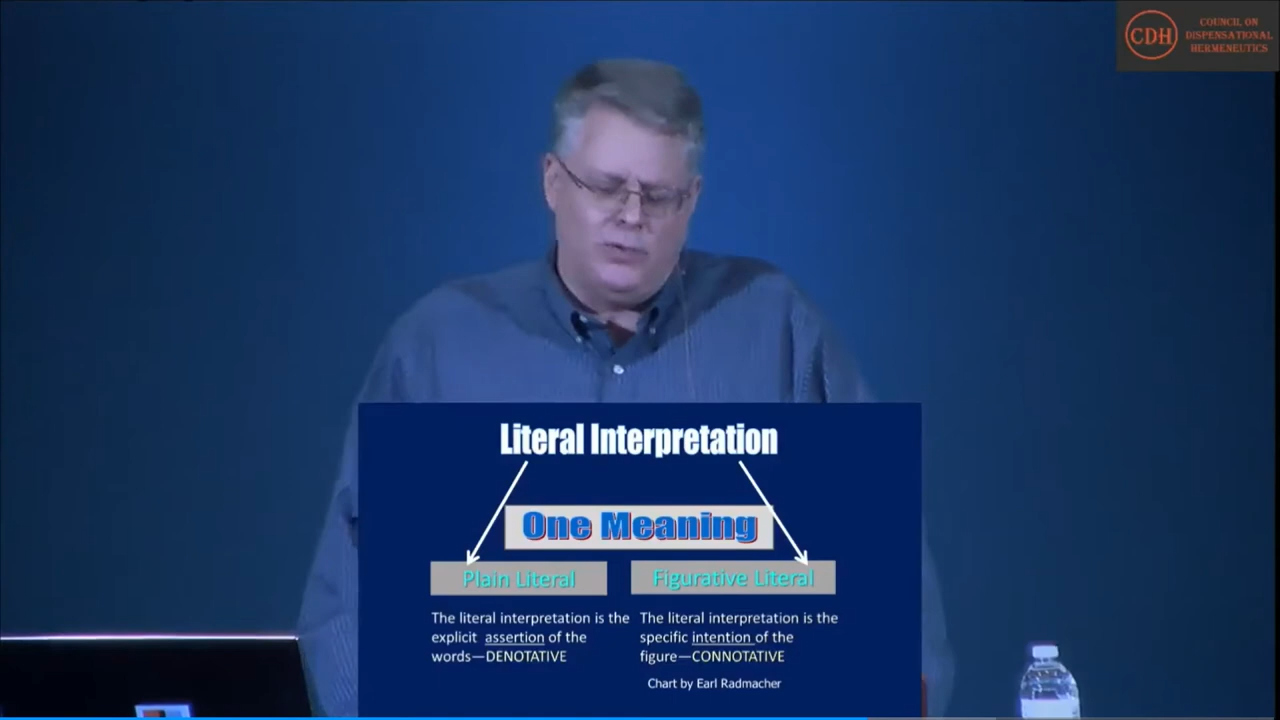 CDH
COUNCIL ON
DISPENSATIONAL
HERMENEUTICS
Literal Interpretation
One Meaning
Plain Literal
Figurative Literal
The literal interpretation is the
explicit assertion of the
words—DENOTATIVE
The literal interpretation is the
specific intention of the
figure—CONNOTATIVE
Chart by Earl Radmacher